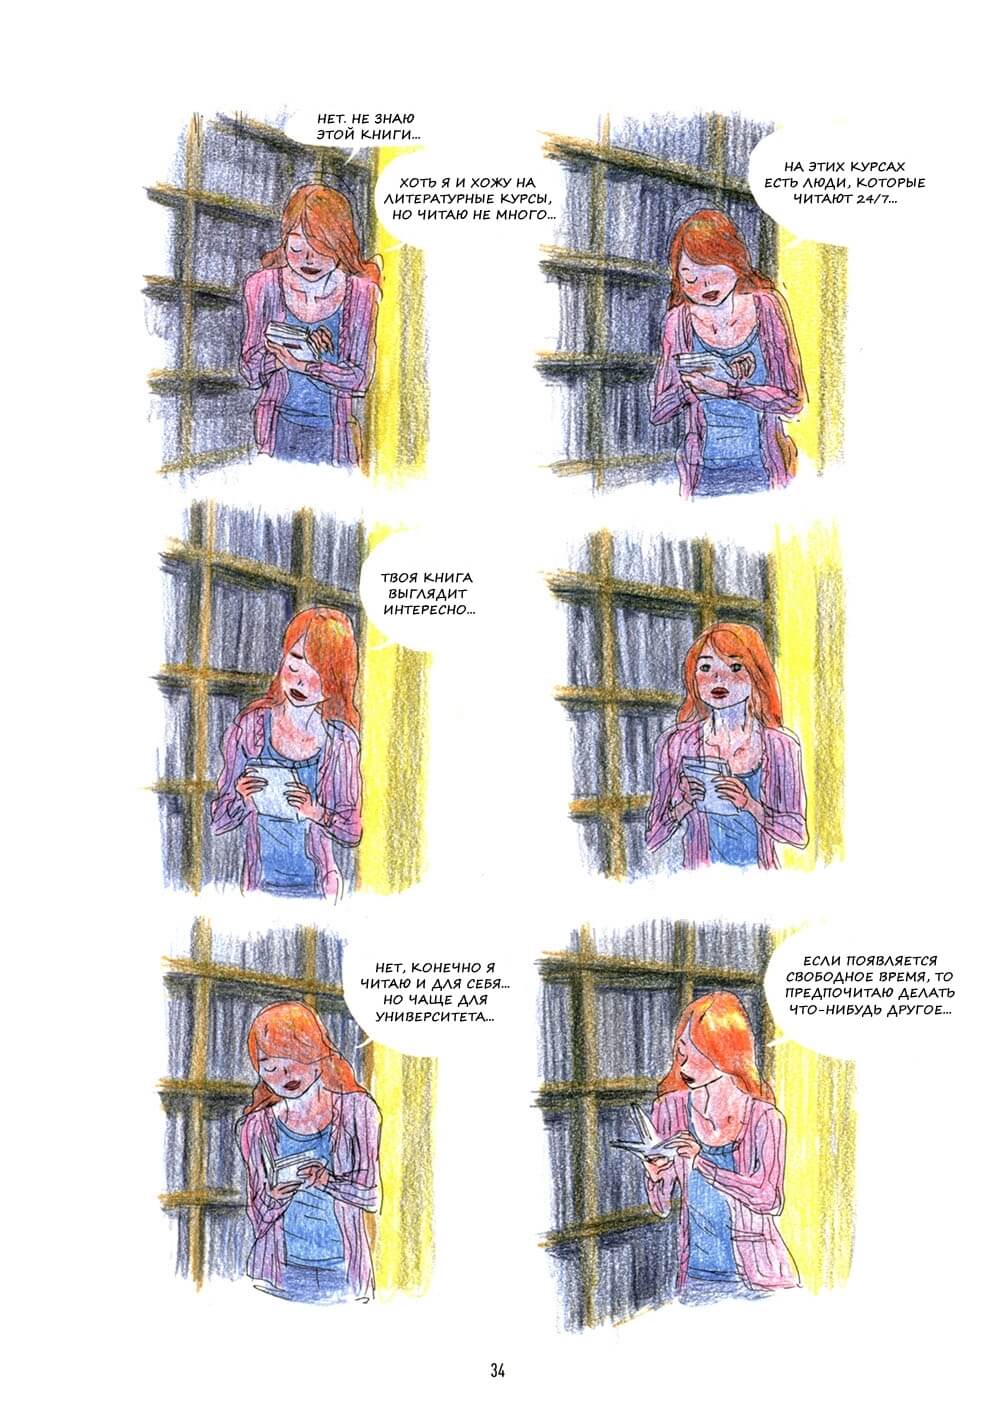 НЕТ. НЕ ЗНАЮ
ЭТОЙ КНИГИ...
ХОТЬ Я И ХОЖУ НА
ЛИТЕРАТУРНЫЕ КУРСЫ,
НО ЧИТАЮ НЕ МНОГО...
НА ЭТИХ КУРСАХ
ЕСТЬ ЛЮДИ, КОТОРЫЕ
ЧИТАЮТ 24/7...
ТВОЯ КНИГА
ВЫГЛЯДИТ
ИНТЕРЕСНО...
НЕТ, КОНЕЧНО Я
ЧИТАЮ И ДЛЯ СЕБЯ...
НО ЧАЩЕ ДЛЯ
УНИВЕРСИТЕТА...
ЕСЛИ ПОЯВЛЯЕТСЯ
СВОБОДНОЕ ВРЕМЯ, ТО
ПРЕДПОЧИТАЮ ДЕЛАТЬ
ЧТО-НИБУДЬ ДРУГОЕ...
34